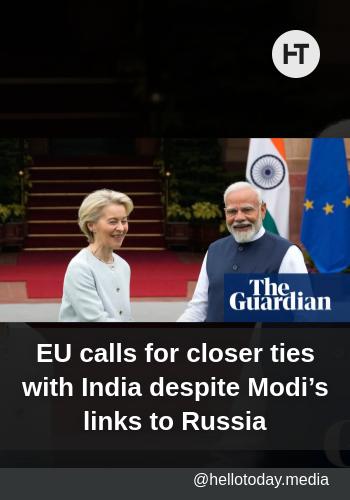 HT
The
Guardian
EU calls for closer ties
with India despite Modi’s
links to Russia
@hellotoday.media